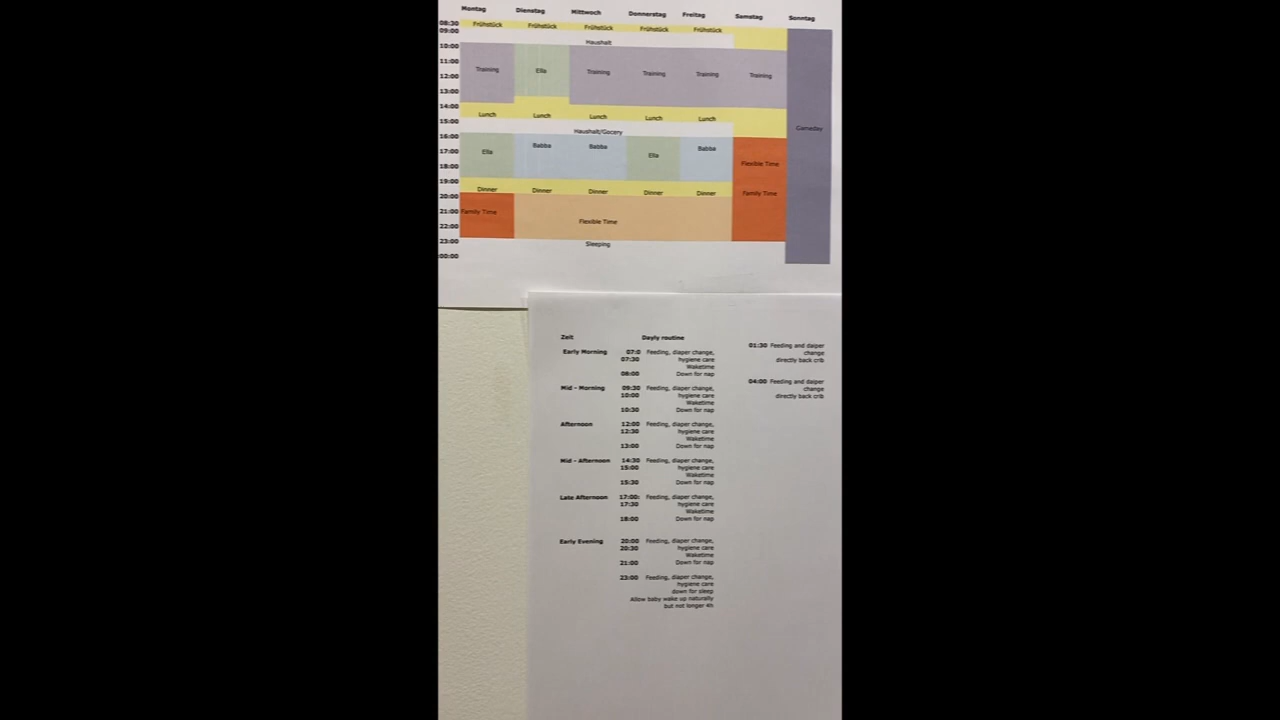 Montag Dienstag Mittwoch Donnerstag Freitag Samstag Sonntag
08:30 Frühstück Frühstück Frühstück Frühstück Frühstück
09:00
Haushalt
10:00
11:00
Training Ella Training Training Training Training
12:00
13:00
14:00
Lunch Lunch Lunch Lunch Lunch
15:00
Gameday
Haushalt/Gocery
16:00
Babba Babba Babba
17:00 Ella Ella
Flexible Time
18:00
19:00
Dinner Dinner Dinner Dinner Dinner Family Time
20:00
21:00 Family Time
Flexible Time
22:00
23:00 Sleeping
00:00
Zeit Dayly routine
Early Morning 07:0 Feeding, diaper change,
07:30 hygiene care
Waketime
08:00 Down for nap
Mid - Morning 09:30 Feeding, diaper change,
10:00 hygiene care
Waketime
10:30 Down for nap
Afternoon 12:00 Feeding, diaper change,
12:30 hygiene care
Waketime
13:00 Down for nap
Mid - Afternoon 14:30 Feeding, diaper change,
15:00 hygiene care
Waketime
15:30 Down for nap
Late Afternoon 17:00: Feeding, diaper change,
17:30 hygiene care
Waketime
18:00 Down for nap
Early Evening 20:00 Feeding, diaper change,
20:30 hygiene care
Waketime
21:00 Down for nap
23:00 Feeding, diaper change,
hygiene care
down for sleep
Allow baby wake up naturally
but not longer 4h
01:30 Feeding and daiper
change
directly back crib
04:00 Feeding and daiper
change
directly back crib